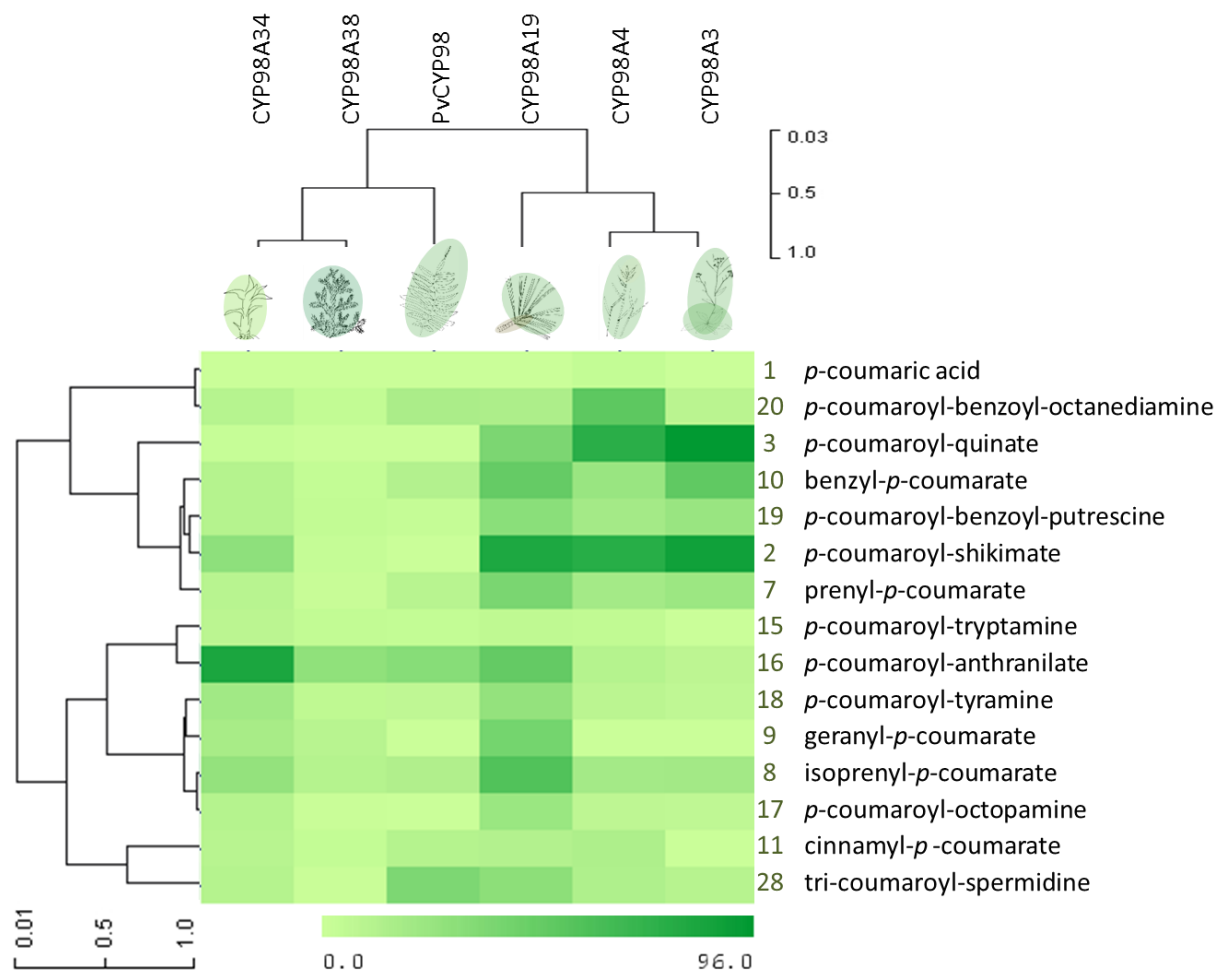 CYP98A34
CYP98A38
PvCYP98
CYP98A19
CYP98A4
CYP98A3
0.03
0.5
1.0
1 p-coumaric acid
20 p-coumaroyl-benzoyl-octanediamine
3 p-coumaroyl-quinate
10 benzyl-p-coumarate
19 p-coumaroyl-benzoyl-putrescine
2 p-coumaroyl-shikimate
7 prenyl-p-coumarate
15 p-coumaroyl-tryptamine
16 p-coumaroyl-anthranilate
18 p-coumaroyl-tyramine
9 geranyl-p-coumarate
8 isoprenyl-p-coumarate
17 p-coumaroyl-octopamine
11 cinnamyl-p -coumarate
28 tri-coumaroyl-spermidine
0.01
0.5
1.0
0.0 96.0